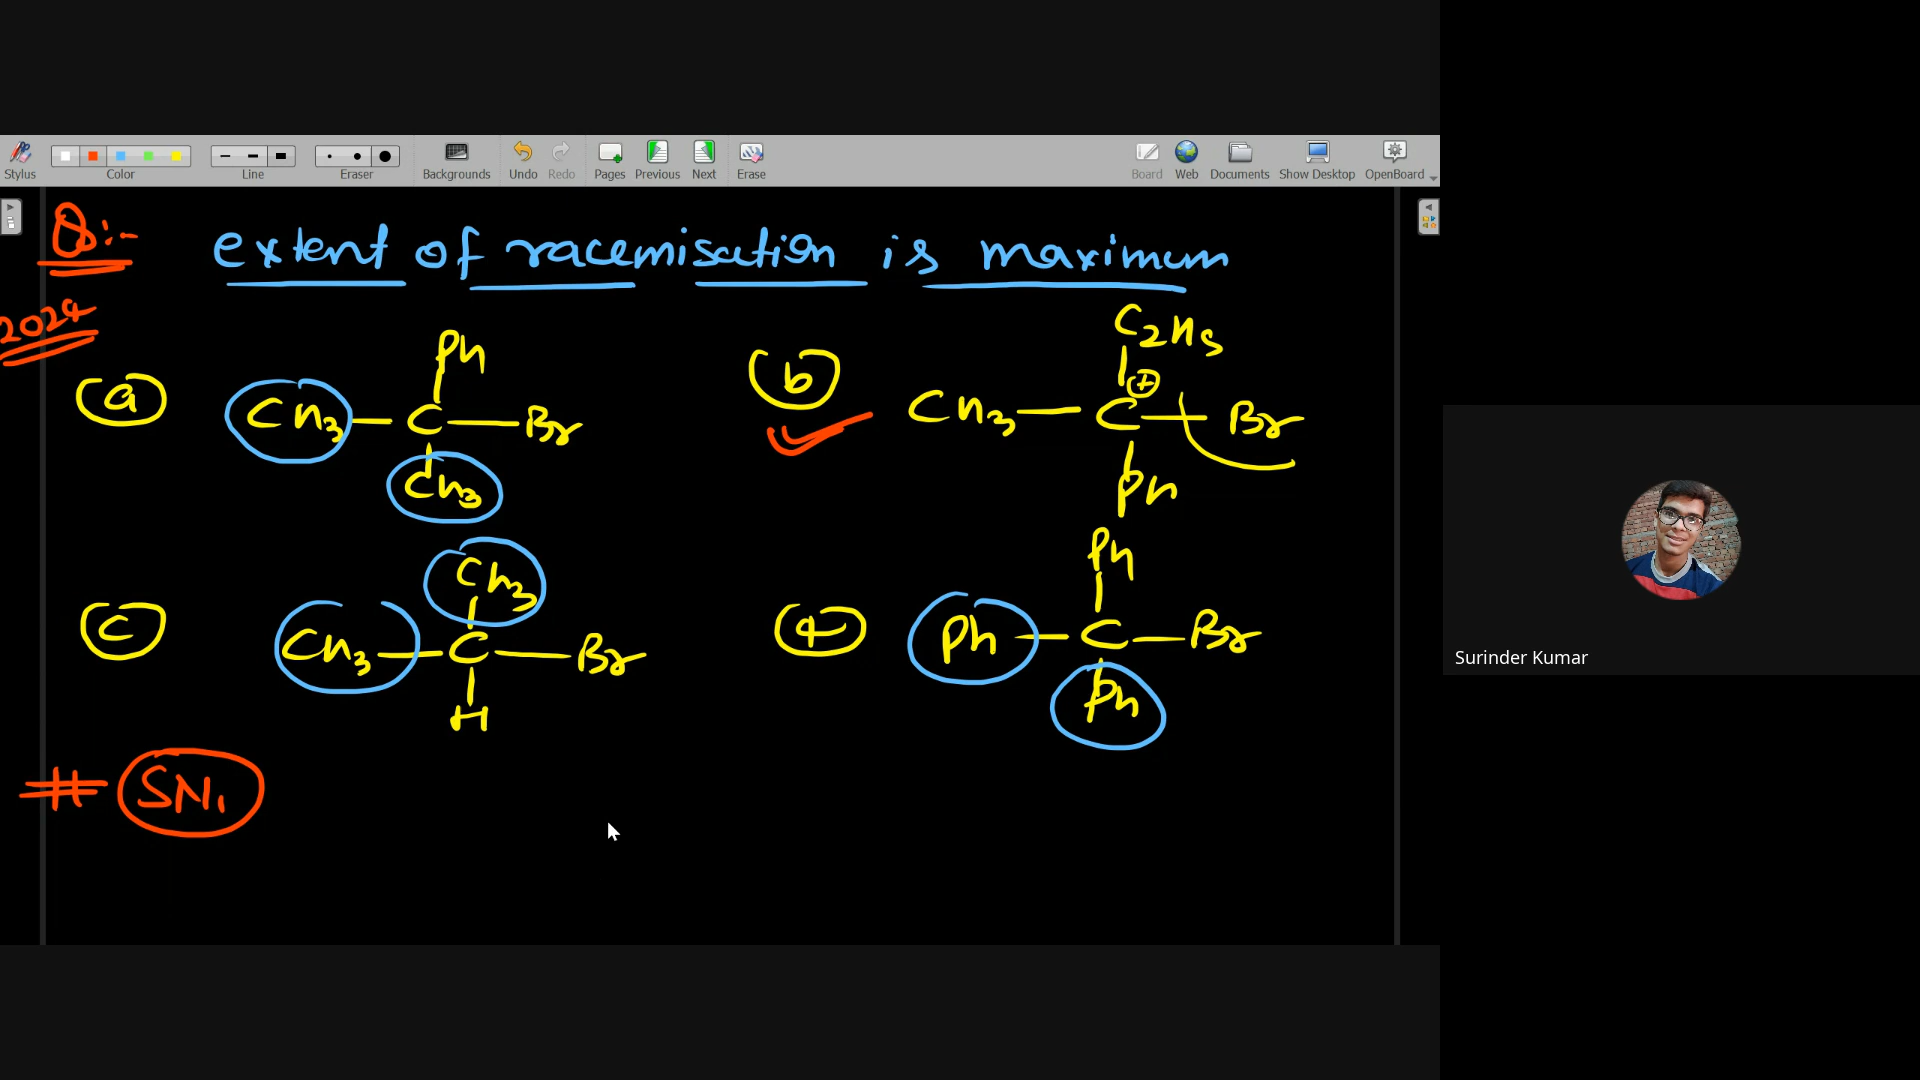 Stylus
Color
Line
Eraser
Backgrounds
Undo
Redo
Pages
Previous
Next
Erase
Board
Web
Documents
Show Desktop
OpenBoard
Q:- extent of racemisation is maximum
2024
(a) Ph
CH3 — C — Br
CH3
(b) C2H5
CH3 — C — Br
+
Ph
(c) CH3
CH3 — C — Br
H
(d) Ph
Ph — C — Br
Ph
# SN1
Surinder Kumar